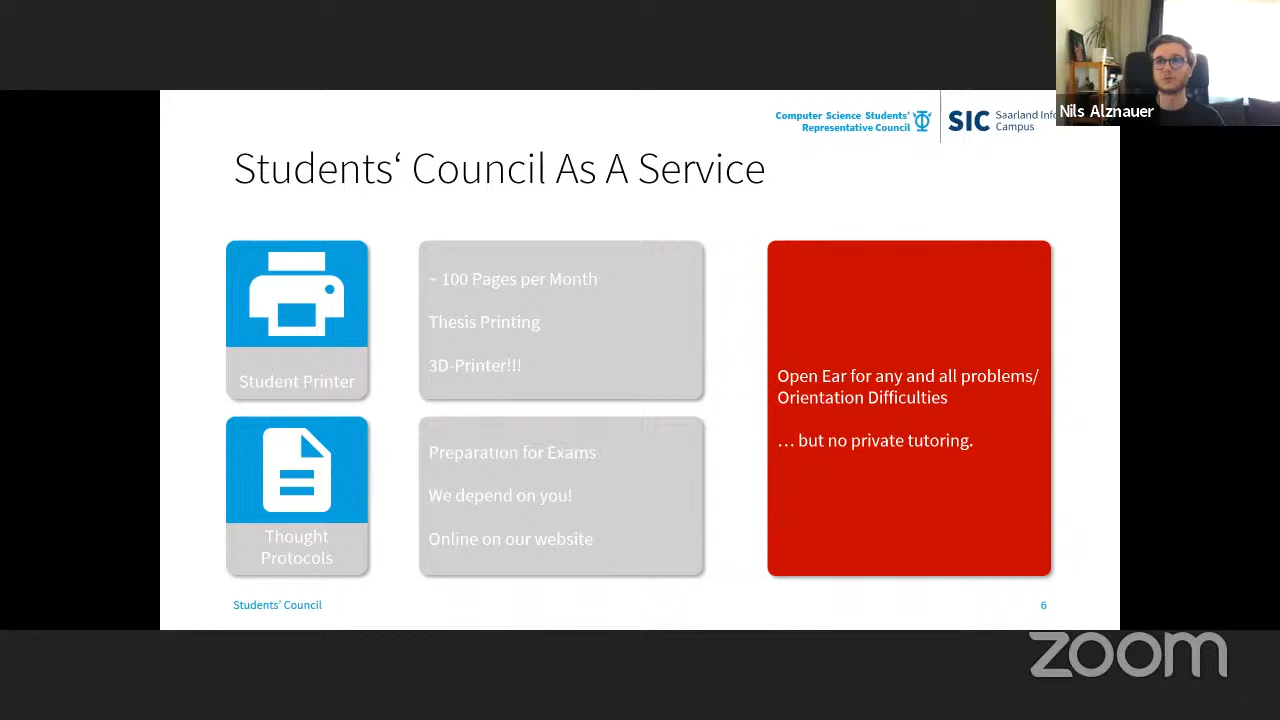 Nils Alznauer
Computer Science Students’
Representative Council
SIC
Saarland
Campus
Students‘ Council As A Service
Student Printer
~ 100 Pages per Month
Thesis Printing
3D-Printer!!!
Thought
Protocols
Preparation for Exams
We depend on you!
Online on our website
Open Ear for any and all problems/
Orientation Difficulties
… but no private tutoring.
Students’ Council
6
zoom